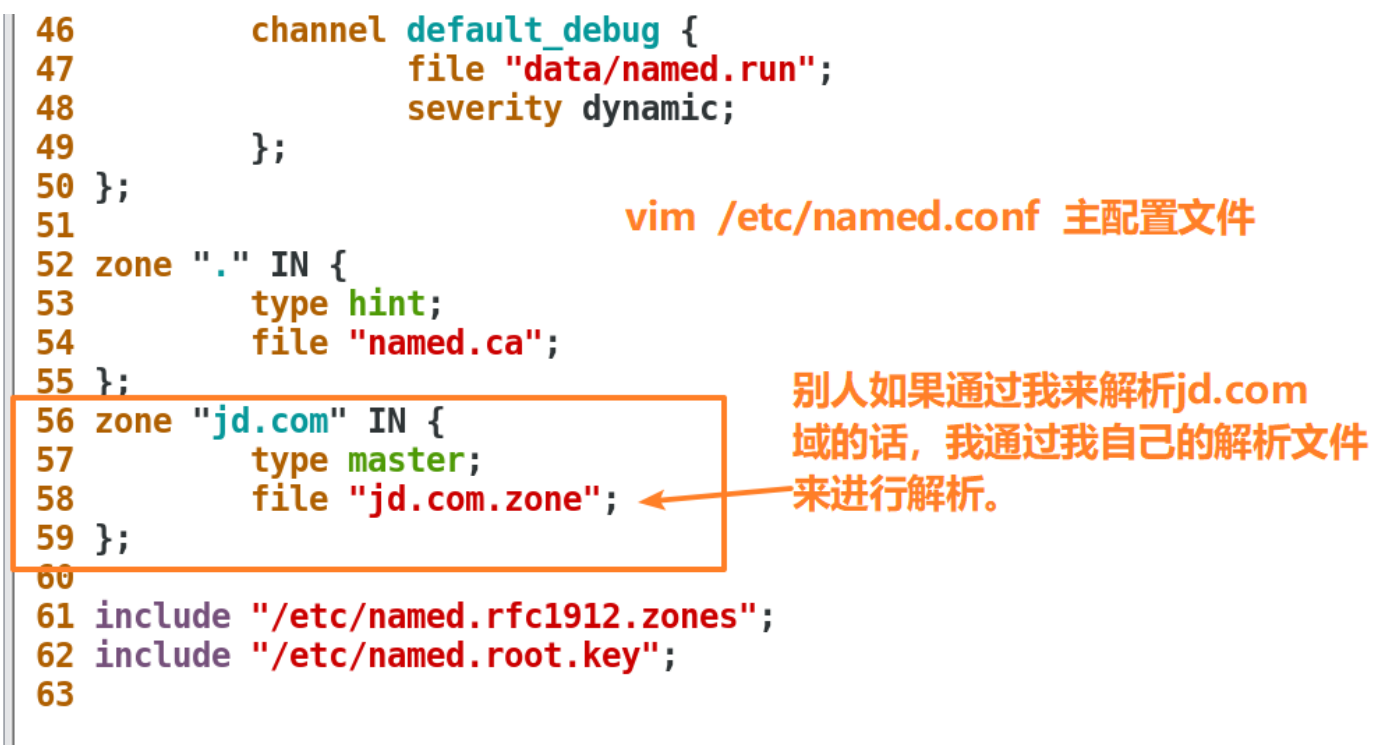 46         channel default_debug {
47                 file "data/named.run";
48                 severity dynamic;
49         };
50 };
51
vim /etc/named.conf 主配置文件
52 zone "." IN {
53         type hint;
54         file "named.ca";
55 };
56 zone "jd.com" IN {
57         type master;
58         file "jd.com.zone";
59 };
别人如果通过我来解析jd.com
域的话，我通过我自己的解析文件
来进行解析。
60
61 include "/etc/named.rfc1912.zones";
62 include "/etc/named.root.key";
63